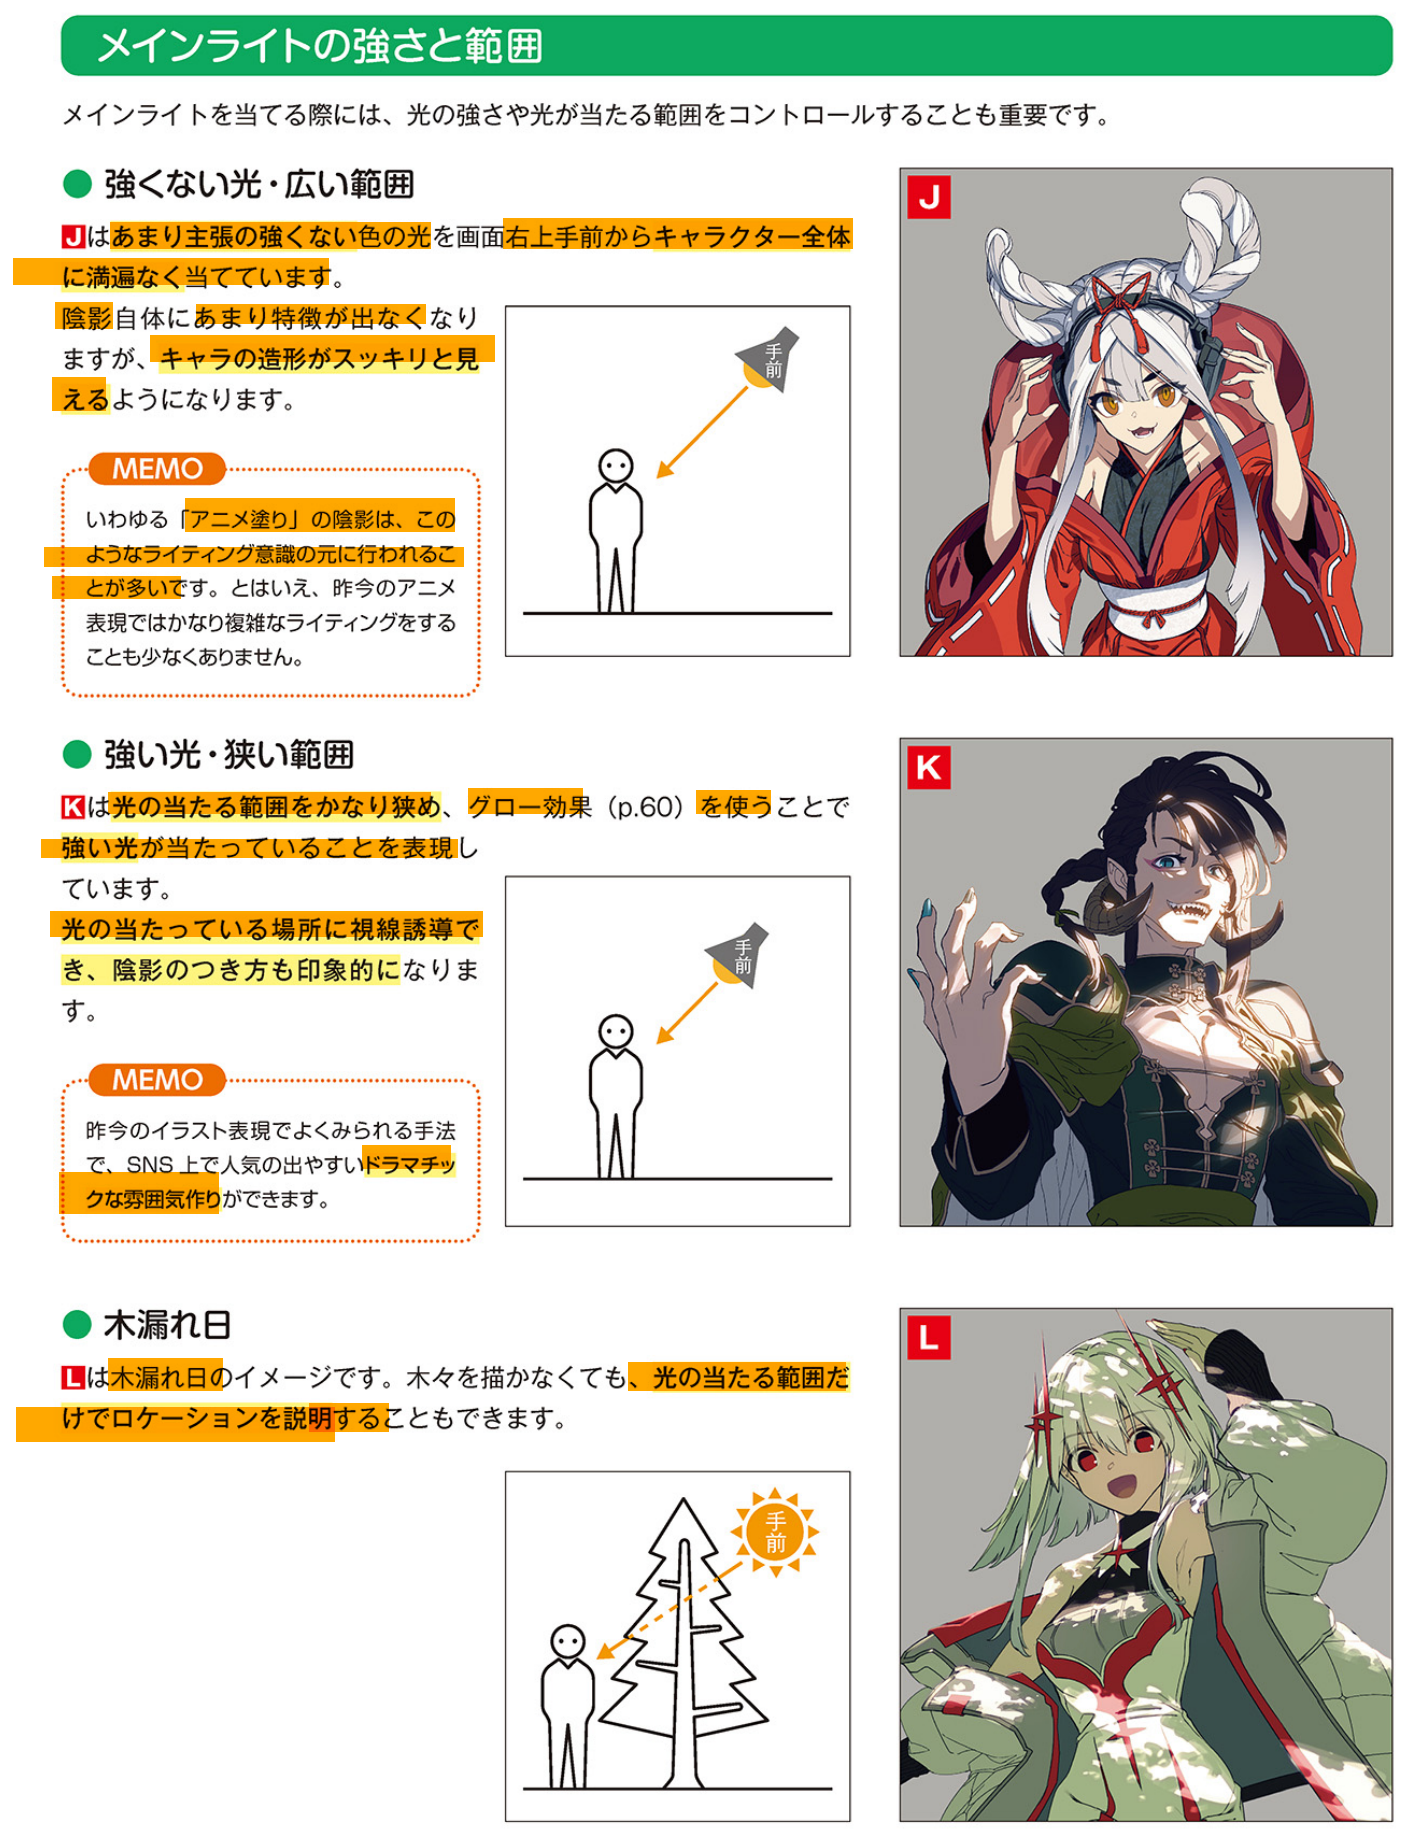 メインライトの強さと範囲
メインライトを当てる際には、光の強さや光が当たる範囲をコントロールすることも重要です。
● 強くない光・広い範囲
Jはあまり主張の強くない色の光を画面右上手前からキャラクター全体
に満遍なく当てています。
陰影自体にあまり特徴が出なくなり
ますが、キャラの造形がスッキリと見
えるようになります。
MEMO
いわゆる「アニメ塗り」の陰影は、この
ようなライティング意識の元に行われるこ
とが多いです。とはいえ、昨今のアニメ
表現ではかなり複雑なライティングをする
ことも少なくありません。
手前
J
● 強い光・狭い範囲
Kは光の当たる範囲をかなり狭め、グロー効果（p.60）を使うことで
強い光が当たっていることを表現し
ています。
光の当たっている場所に視線誘導で
き、陰影のつき方も印象的になりま
す。
MEMO
昨今のイラスト表現でよくみられる手法
で、SNS 上で人気の出やすいドラマチッ
クな雰囲気作りができます。
手前
K
● 木漏れ日
Lは木漏れ日のイメージです。木々を描かなくても、光の当たる範囲だ
けでロケーションを説明することもできます。
手前
L